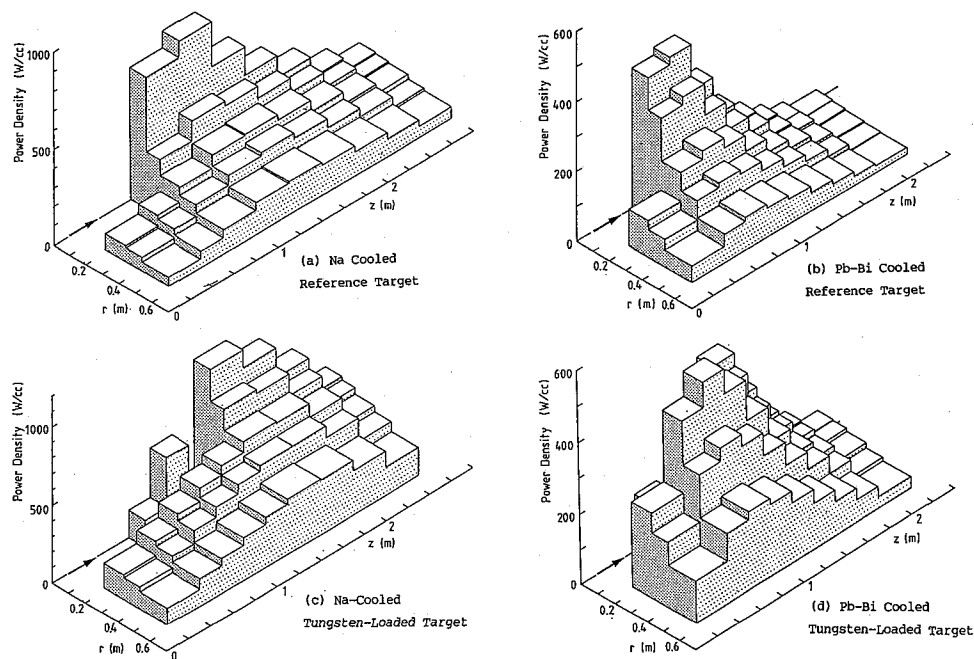 1000
500
0
Power Density (W/cc)
0.2
0.4
0.6
r (m)
0
1
2
z (m)
(a) Na Cooled
Reference Target
600
400
200
0
Power Density (W/cc)
0.2
0.4
0.6
r (m)
0
1
2
z (m)
(b) Pb-Bi Cooled
Reference Target
1000
500
0
Power Density (W/cc)
0.2
0.4
0.6
r (m)
0
1
2
z (m)
(c) Na-Cooled
Tungsten-Loaded Target
600
400
200
0
Power Density (W/cc)
0.2
0.4
0.6
r (m)
0
1
2
z (m)
(d) Pb-Bi Cooled
Tungsten-Loaded Target